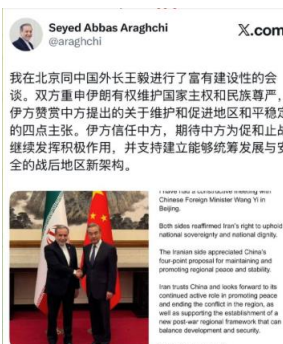 Seyed Abbas Araghchi
@araghchi
X.com
我在北京同中国外长王毅进行了富有建设性的会
谈。双方重申伊朗有权维护国家主权和民族尊严，
伊方赞赏中方提出的关于维护和促进地区和平稳定
的四点主张。伊方信任中方，期待中方为促和止战
继续发挥积极作用，并支持建立能够统筹发展与安
全的战后地区新架构。
I have had a constructive meeting with
Chinese Foreign Minister Wang Yi in
Beijing.
Both sides reaffirmed Iran's right to uphold
national sovereignty and national dignity.
The Iranian side appreciated China's
four-point proposal for maintaining and
promoting regional peace and stability.
Iran trusts China and looks forward to its
continued active role in promoting peace
and ending the conflict in the region, as
well as supporting the establishment of a
new post-war regional framework that can
balance development and security.